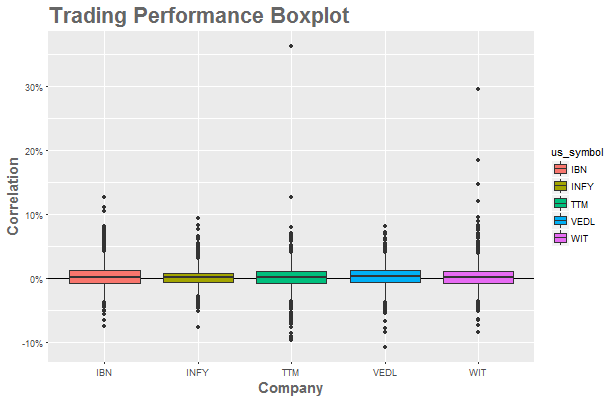 Trading Performance Boxplot
Correlation
30%
20%
10%
0%
-10%
IBN
INFY
TTM
VEDL
WIT
Company
us_symbol
IBN
INFY
TTM
VEDL
WIT